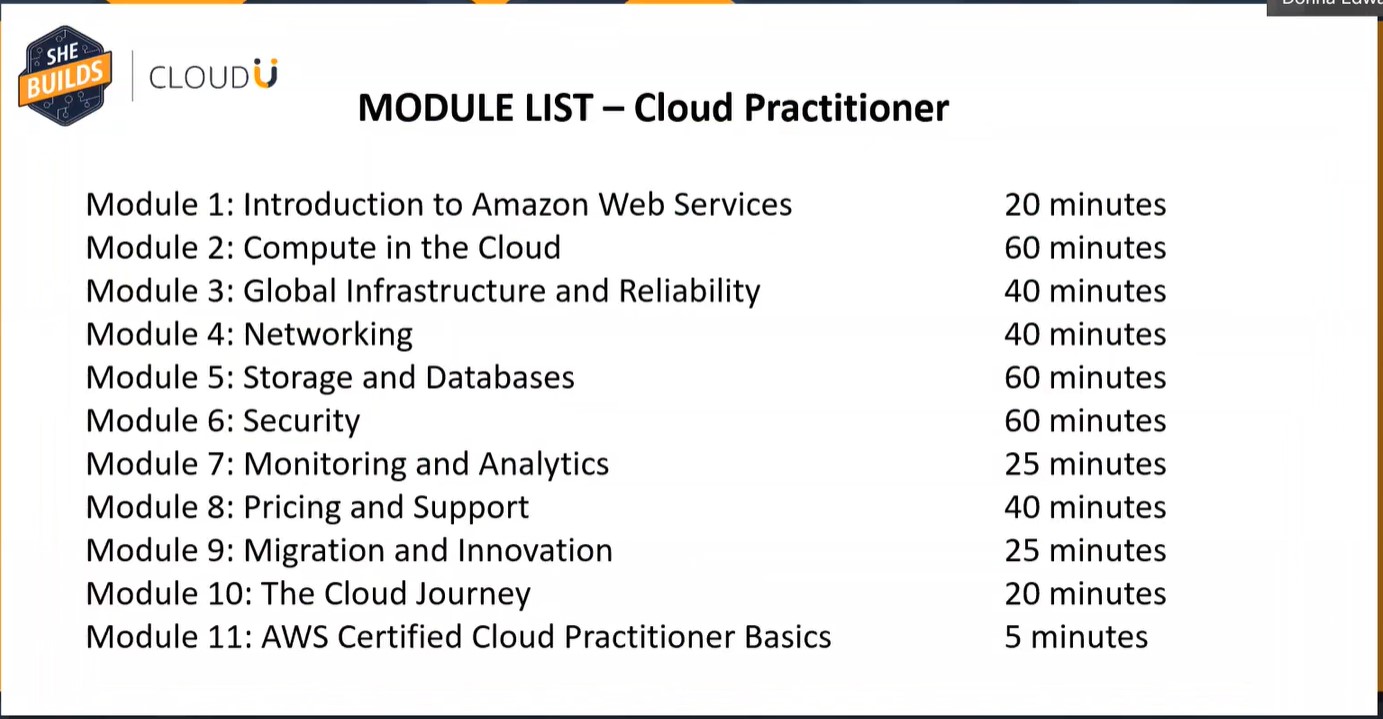 Donna Edwa
SHE
BUILDS
CLOUDU
MODULE LIST – Cloud Practitioner
Module 1: Introduction to Amazon Web Services 20 minutes
Module 2: Compute in the Cloud 60 minutes
Module 3: Global Infrastructure and Reliability 40 minutes
Module 4: Networking 40 minutes
Module 5: Storage and Databases 60 minutes
Module 6: Security 60 minutes
Module 7: Monitoring and Analytics 25 minutes
Module 8: Pricing and Support 40 minutes
Module 9: Migration and Innovation 25 minutes
Module 10: The Cloud Journey 20 minutes
Module 11: AWS Certified Cloud Practitioner Basics 5 minutes